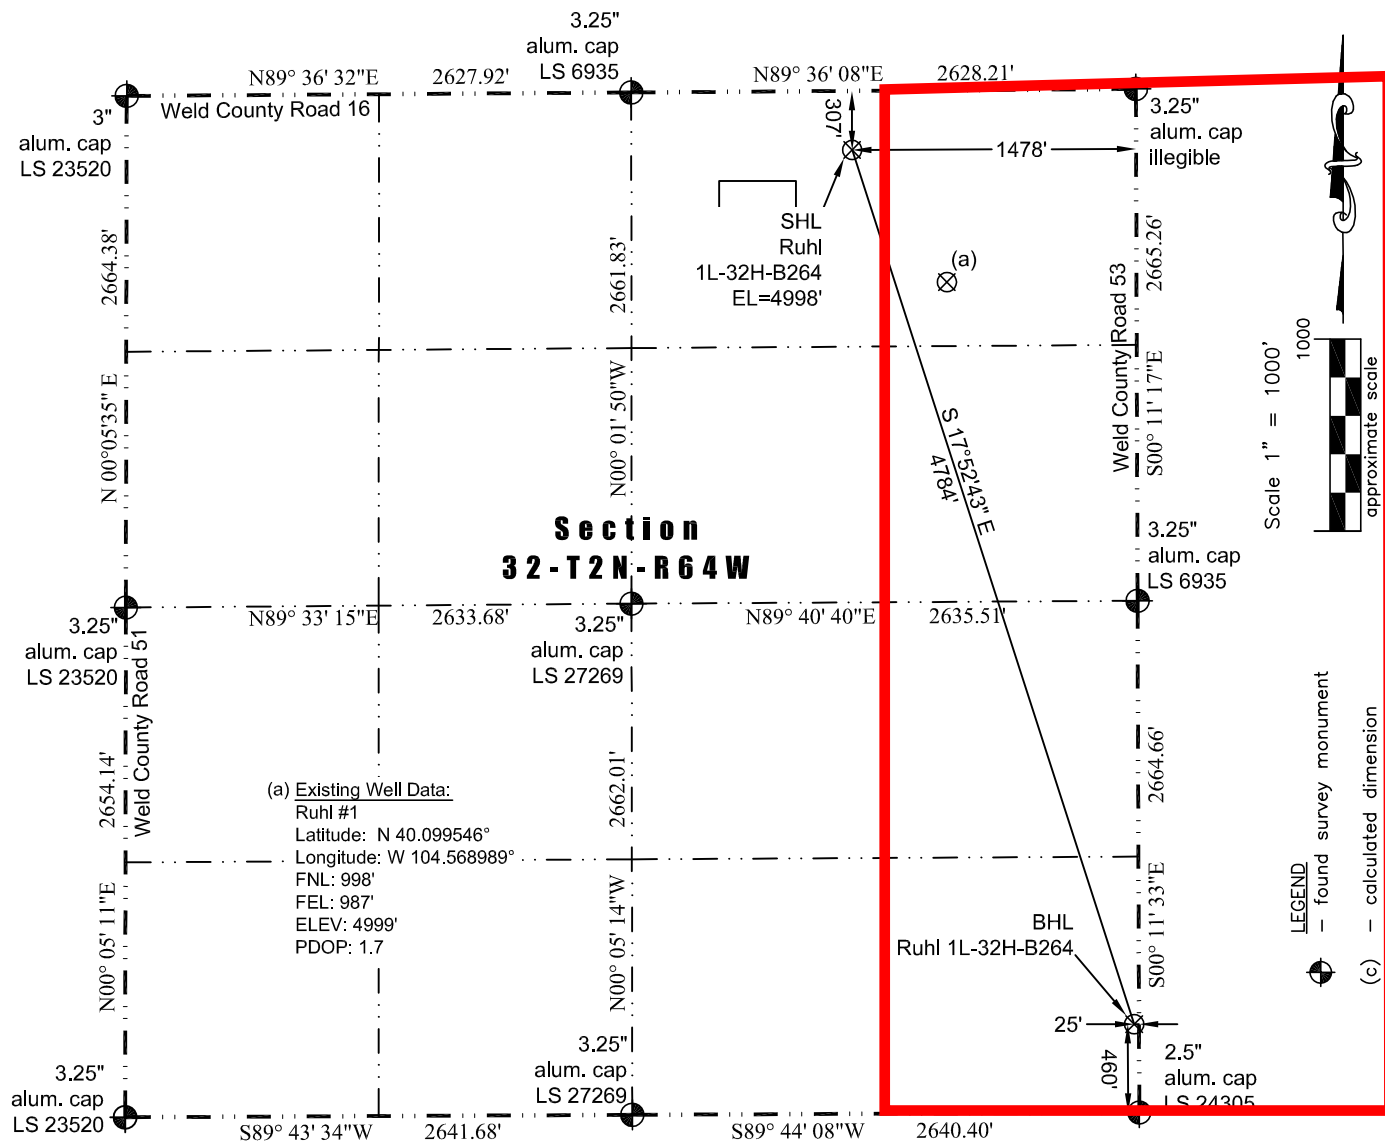 3.25"
alum. cap
LS 6935
N89° 36' 32"E 2627.92'
N89° 36' 08"E 2628.21'
Weld County Road 16
3"
alum. cap
LS 23520
307'
3.25"
alum. cap
illegible
1478'
SHL
Ruhl
1L-32H-B264
EL=4998'
(a)
2664.38'
2661.83'
Weld County Road 53
2665.26'
N 00°05'35" E
N00° 01' 50"W
S00° 11' 17"E
Scale 1" = 1000'
1000
approximate scale
S 17°52'43" E
4784'
Section
32-T2N-R64W
3.25"
alum. cap
LS 6935
N89° 33' 15"E 2633.68'
N89° 40' 40"E 2635.51'
3.25"
alum. cap
LS 23520
3.25"
alum. cap
LS 27269
Weld County Road 51
2654.14'
2662.01'
2664.66'
(a) Existing Well Data:
Ruhl #1
Latitude: N 40.099546°
Longitude: W 104.568989°
FNL: 998'
FEL: 987'
ELEV: 4999'
PDOP: 1.7
N00° 05' 11"E
N00° 05' 14"W
S00° 11' 33"E
BHL
Ruhl 1L-32H-B264
LEGEND
- found survey monument
(c) - calculated dimension
25'
460'
3.25"
alum. cap
LS 23520
3.25"
alum. cap
LS 27269
2.5"
alum. cap
LS 24305
S89° 43' 34"W 2641.68'
S89° 44' 08"W 2640.40'